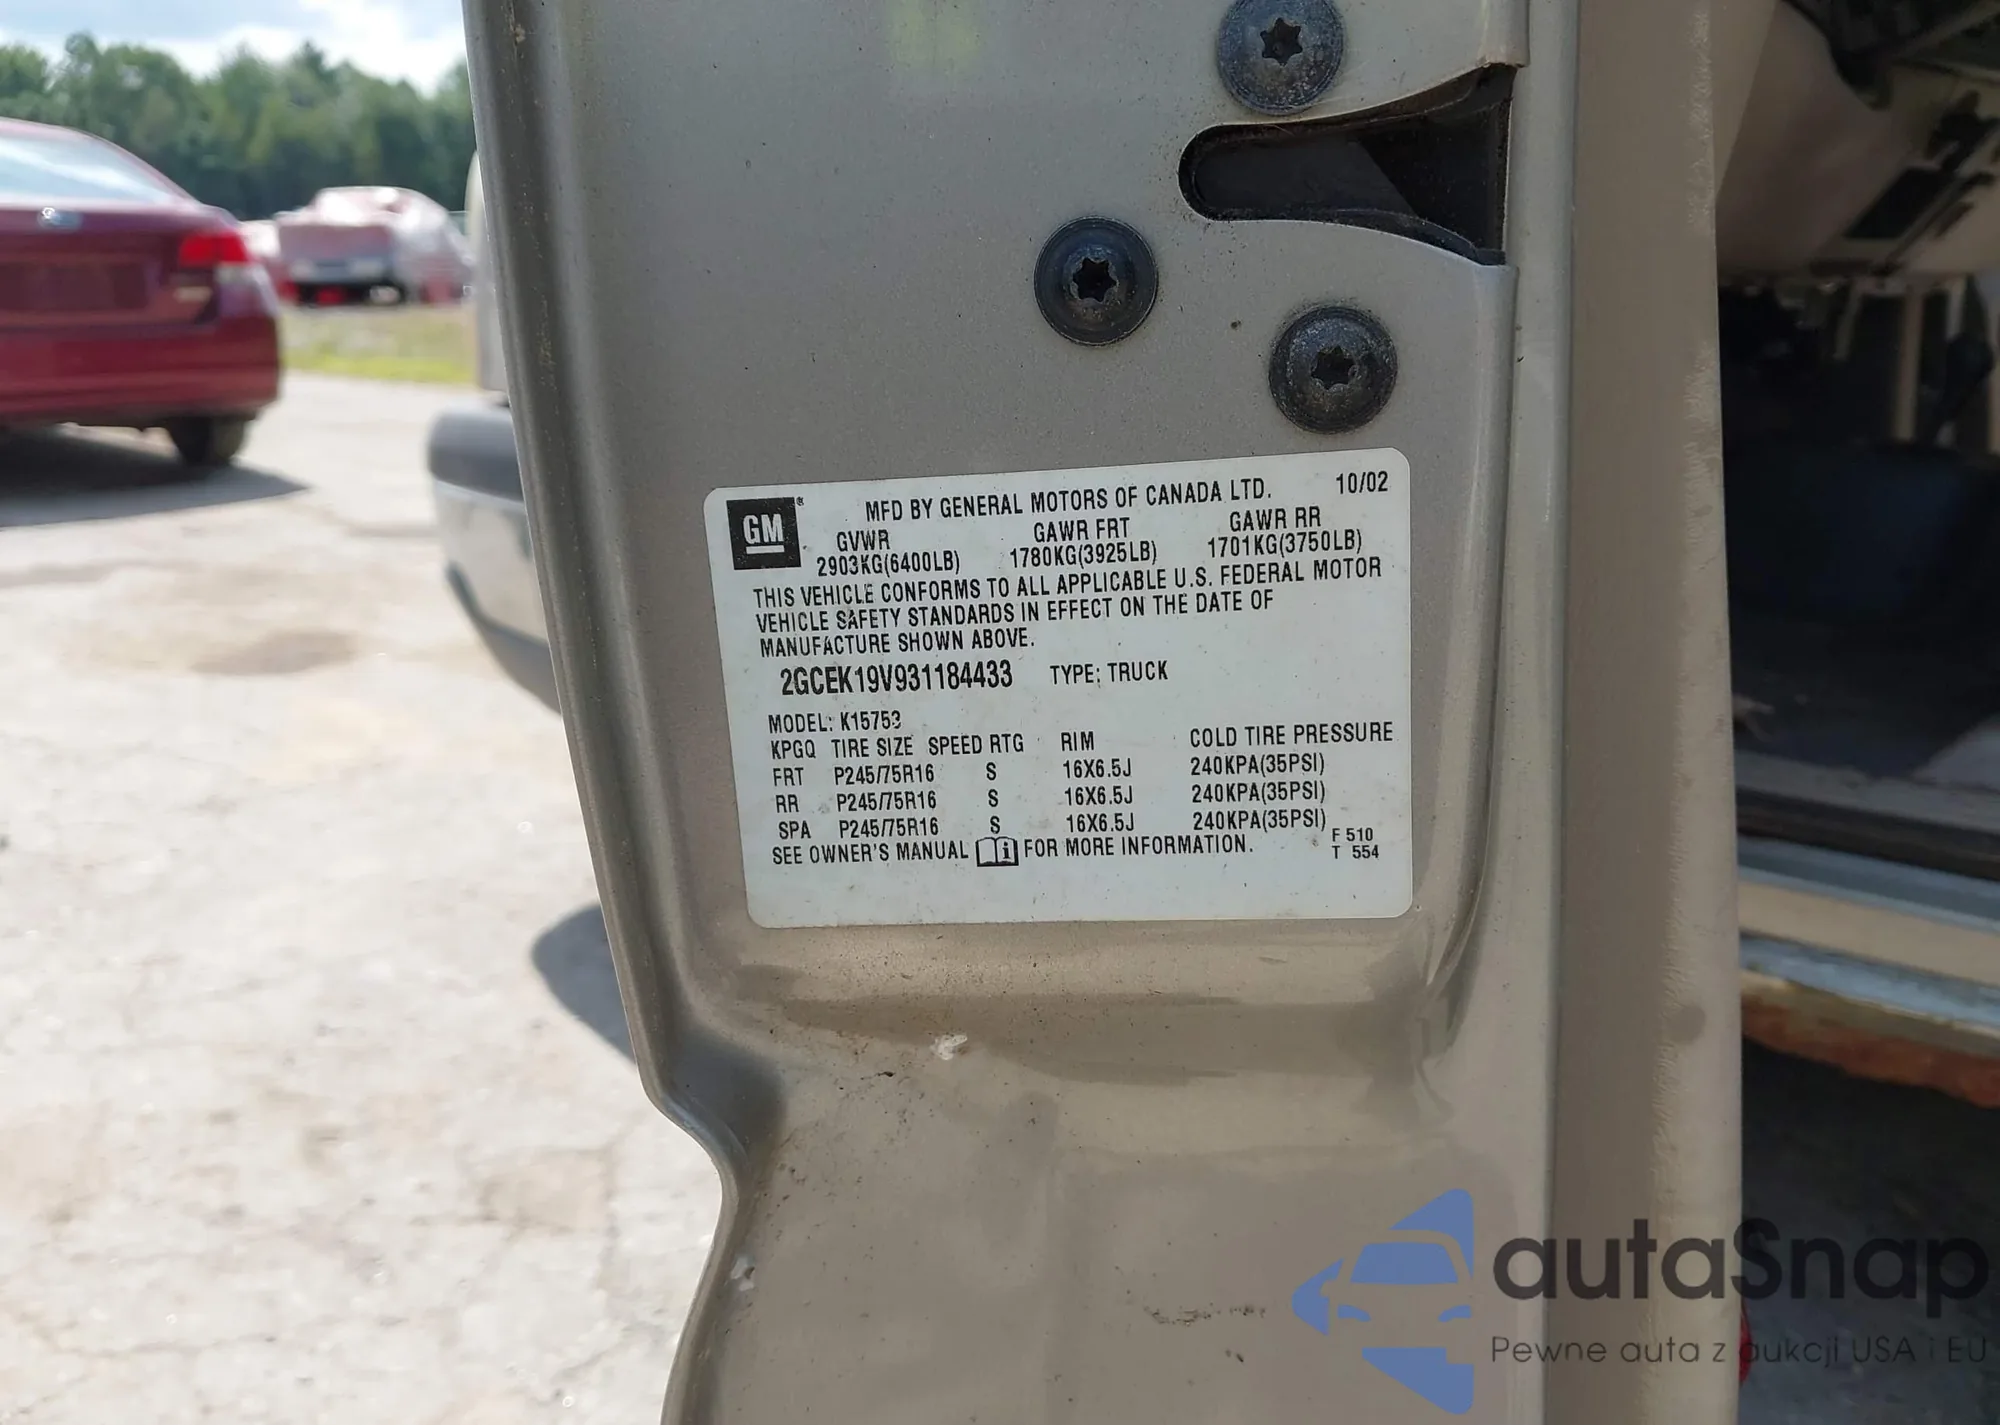 GM®
MFD BY GENERAL MOTORS OF CANADA LTD. 10/02
GVWR GAWR FRT GAWR RR
2903KG(6400LB) 1780KG(3925LB) 1701KG(3750LB)
THIS VEHICLE CONFORMS TO ALL APPLICABLE U.S. FEDERAL MOTOR
VEHICLE SAFETY STANDARDS IN EFFECT ON THE DATE OF
MANUFACTURE SHOWN ABOVE.
2GCEK19V931184433 TYPE: TRUCK
MODEL: K15753
KPGQ TIRE SIZE SPEED RTG RIM COLD TIRE PRESSURE
FRT P245/75R16 S 16X6.5J 240KPA(35PSI)
RR P245/75R16 S 16X6.5J 240KPA(35PSI)
SPA P245/75R16 S 16X6.5J 240KPA(35PSI)
SEE OWNER'S MANUAL i FOR MORE INFORMATION.
F 510
T 554
autaSnap
Pewne auta z aukcji USA i EU